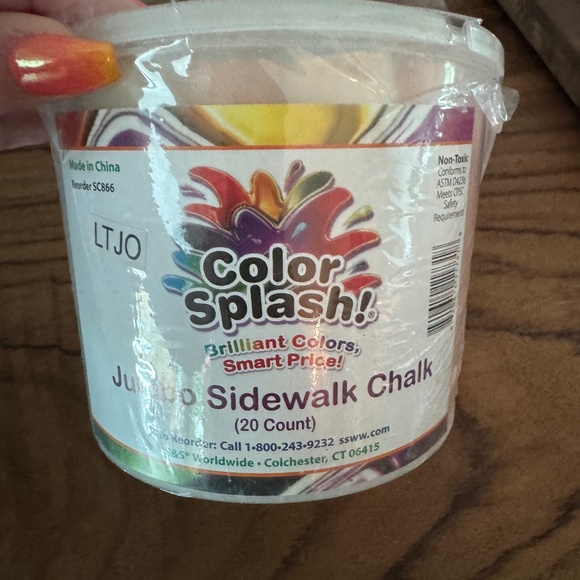 Made in China
Reorder SC866
LTJO
Non-Toxic
Conforms to
ASTM D4236
Meets CPSC
Safety
Requirements
Color
Splash!®
Brilliant Colors,
Smart Price!
Jumbo Sidewalk Chalk
(20 Count)
To Reorder: Call 1-800-243-9232 ssww.com
S&S® Worldwide • Colchester, CT 06415